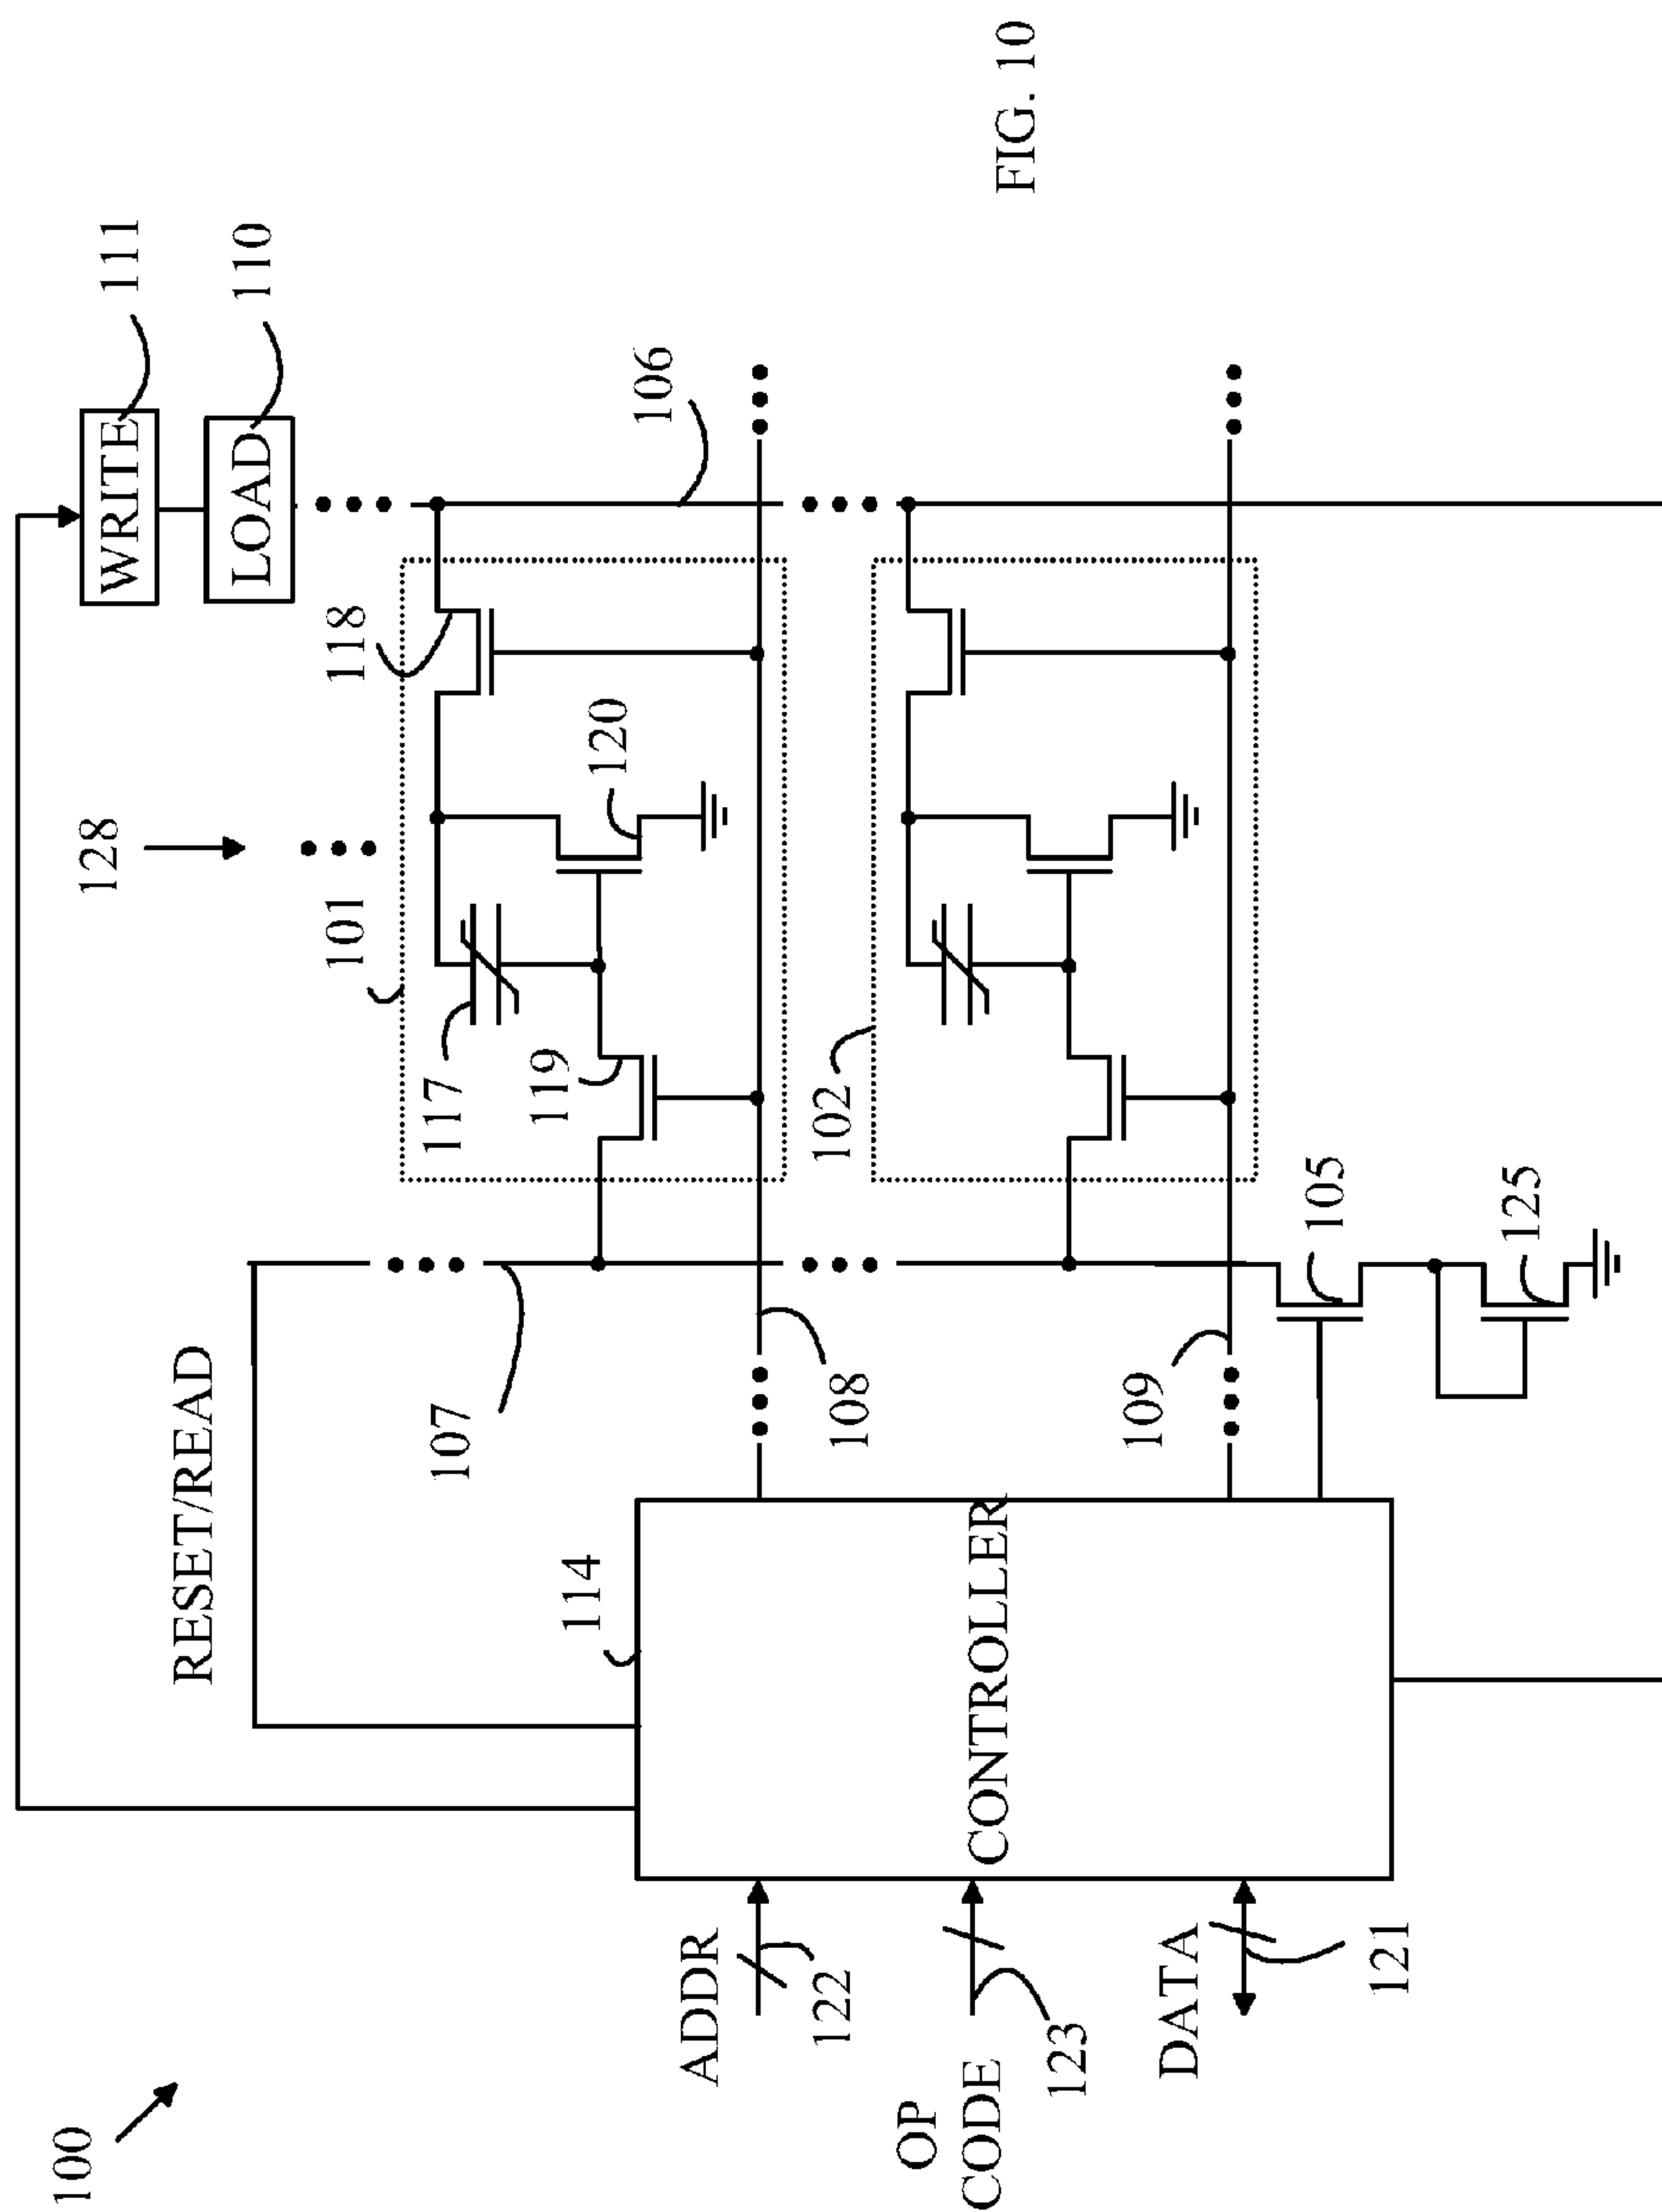 100
128
WRITE
111
LOAD
110
RESET/READ
107
101
118
106
117
119
120
114
108
102
109
105
125
CONTROLLER
ADDR
122
OP
CODE
123
DATA
121
FIG. 10